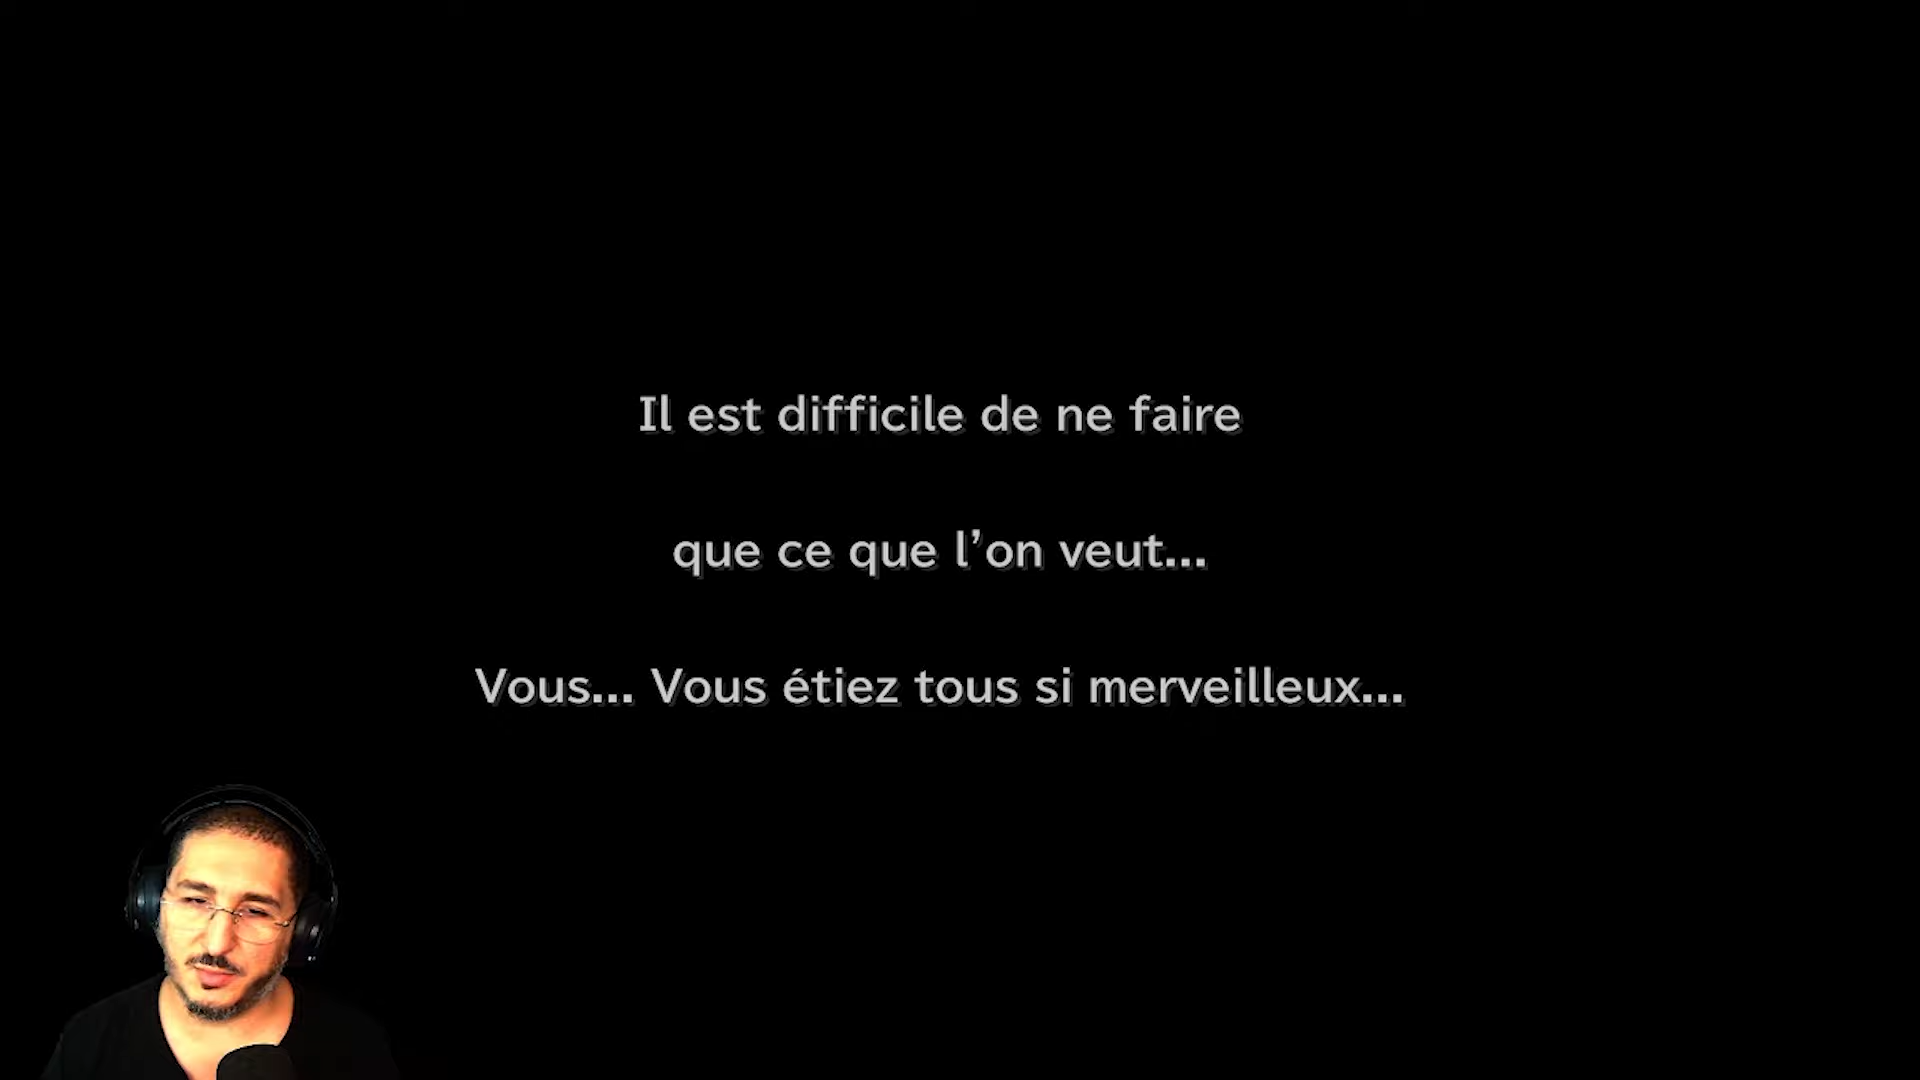 Il est difficile de ne faire
que ce que l’on veut...
Vous... Vous étiez tous si merveilleux...